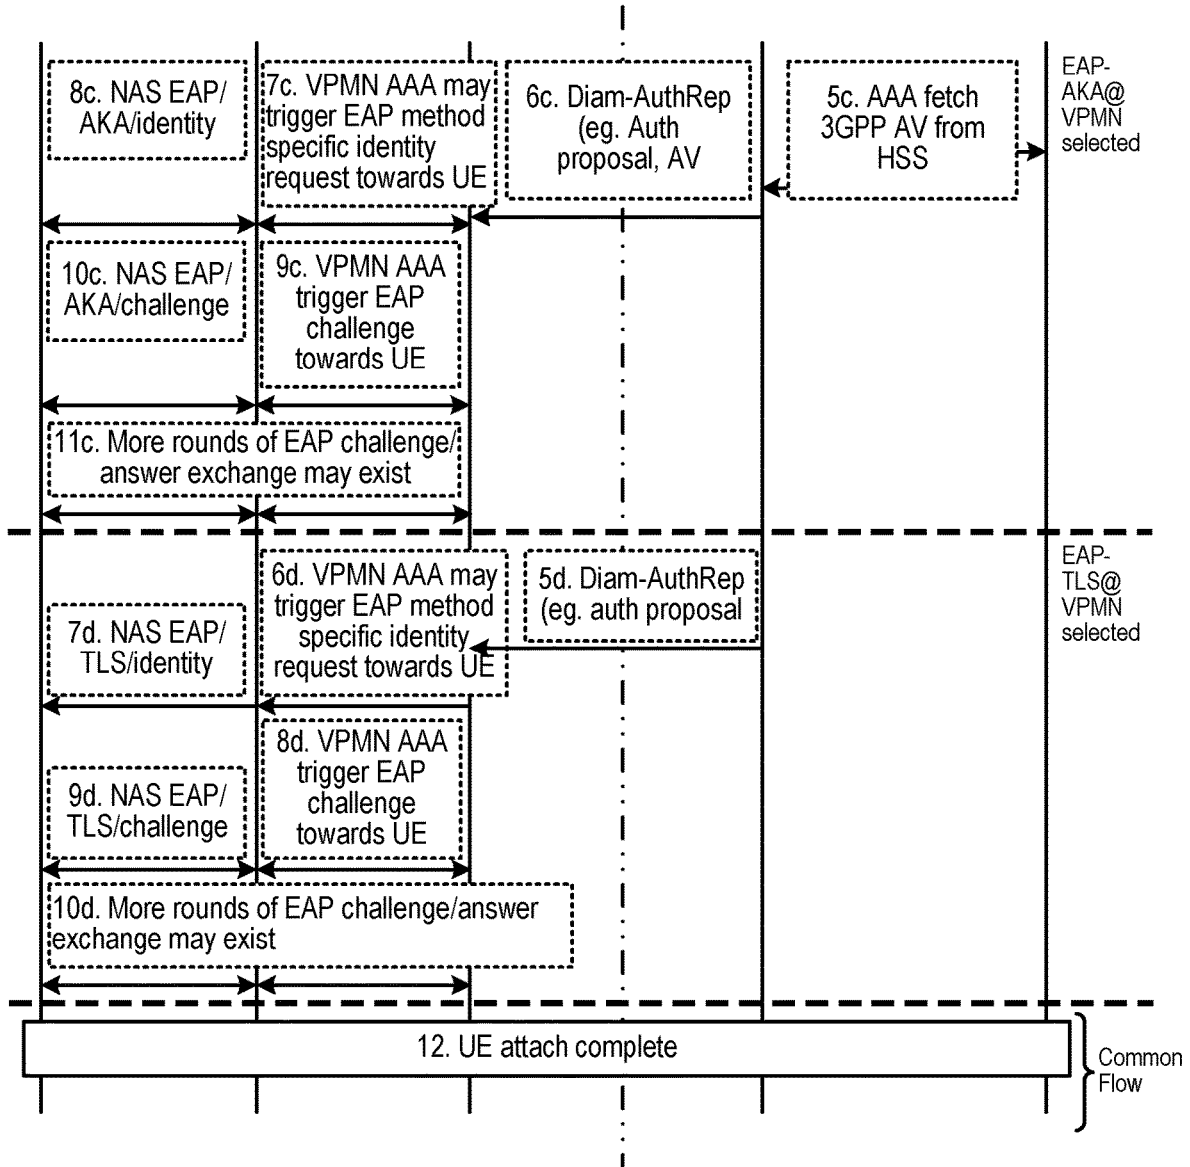 8c. NAS EAP/
AKA/identity
7c. VPMN AAA may
trigger EAP method
specific identity
request towards UE
6c. Diam-AuthRep
(eg. Auth
proposal, AV
5c. AAA fetch
3GPP AV from
HSS
EAP-
AKA@
VPMN
selected
10c. NAS EAP/
AKA/challenge
9c. VPMN AAA
trigger EAP
challenge
towards UE
11c. More rounds of EAP challenge/
answer exchange may exist
6d. VPMN AAA may
trigger EAP method
specific identity
request towards UE
5d. Diam-AuthRep
(eg. auth proposal
EAP-
TLS@
VPMN
selected
7d. NAS EAP/
TLS/identity
8d. VPMN AAA
trigger EAP
challenge
towards UE
9d. NAS EAP/
TLS/challenge
10d. More rounds of EAP challenge/answer
exchange may exist
12. UE attach complete
Common
Flow